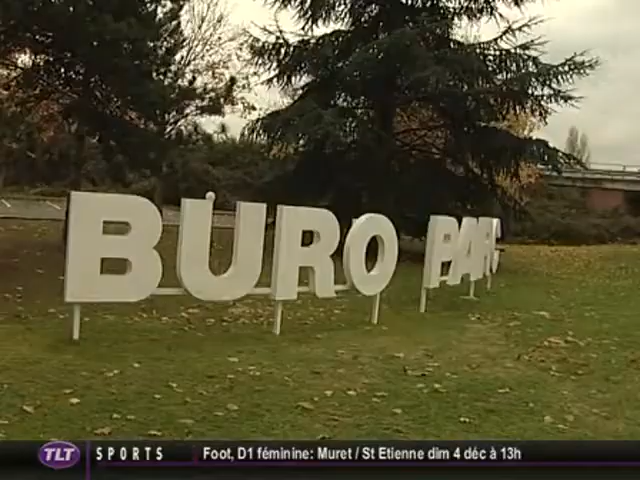 BURO PARC
TLT SPORTS Foot, D1 féminine: Muret / St Etienne dim 4 déc à 13h